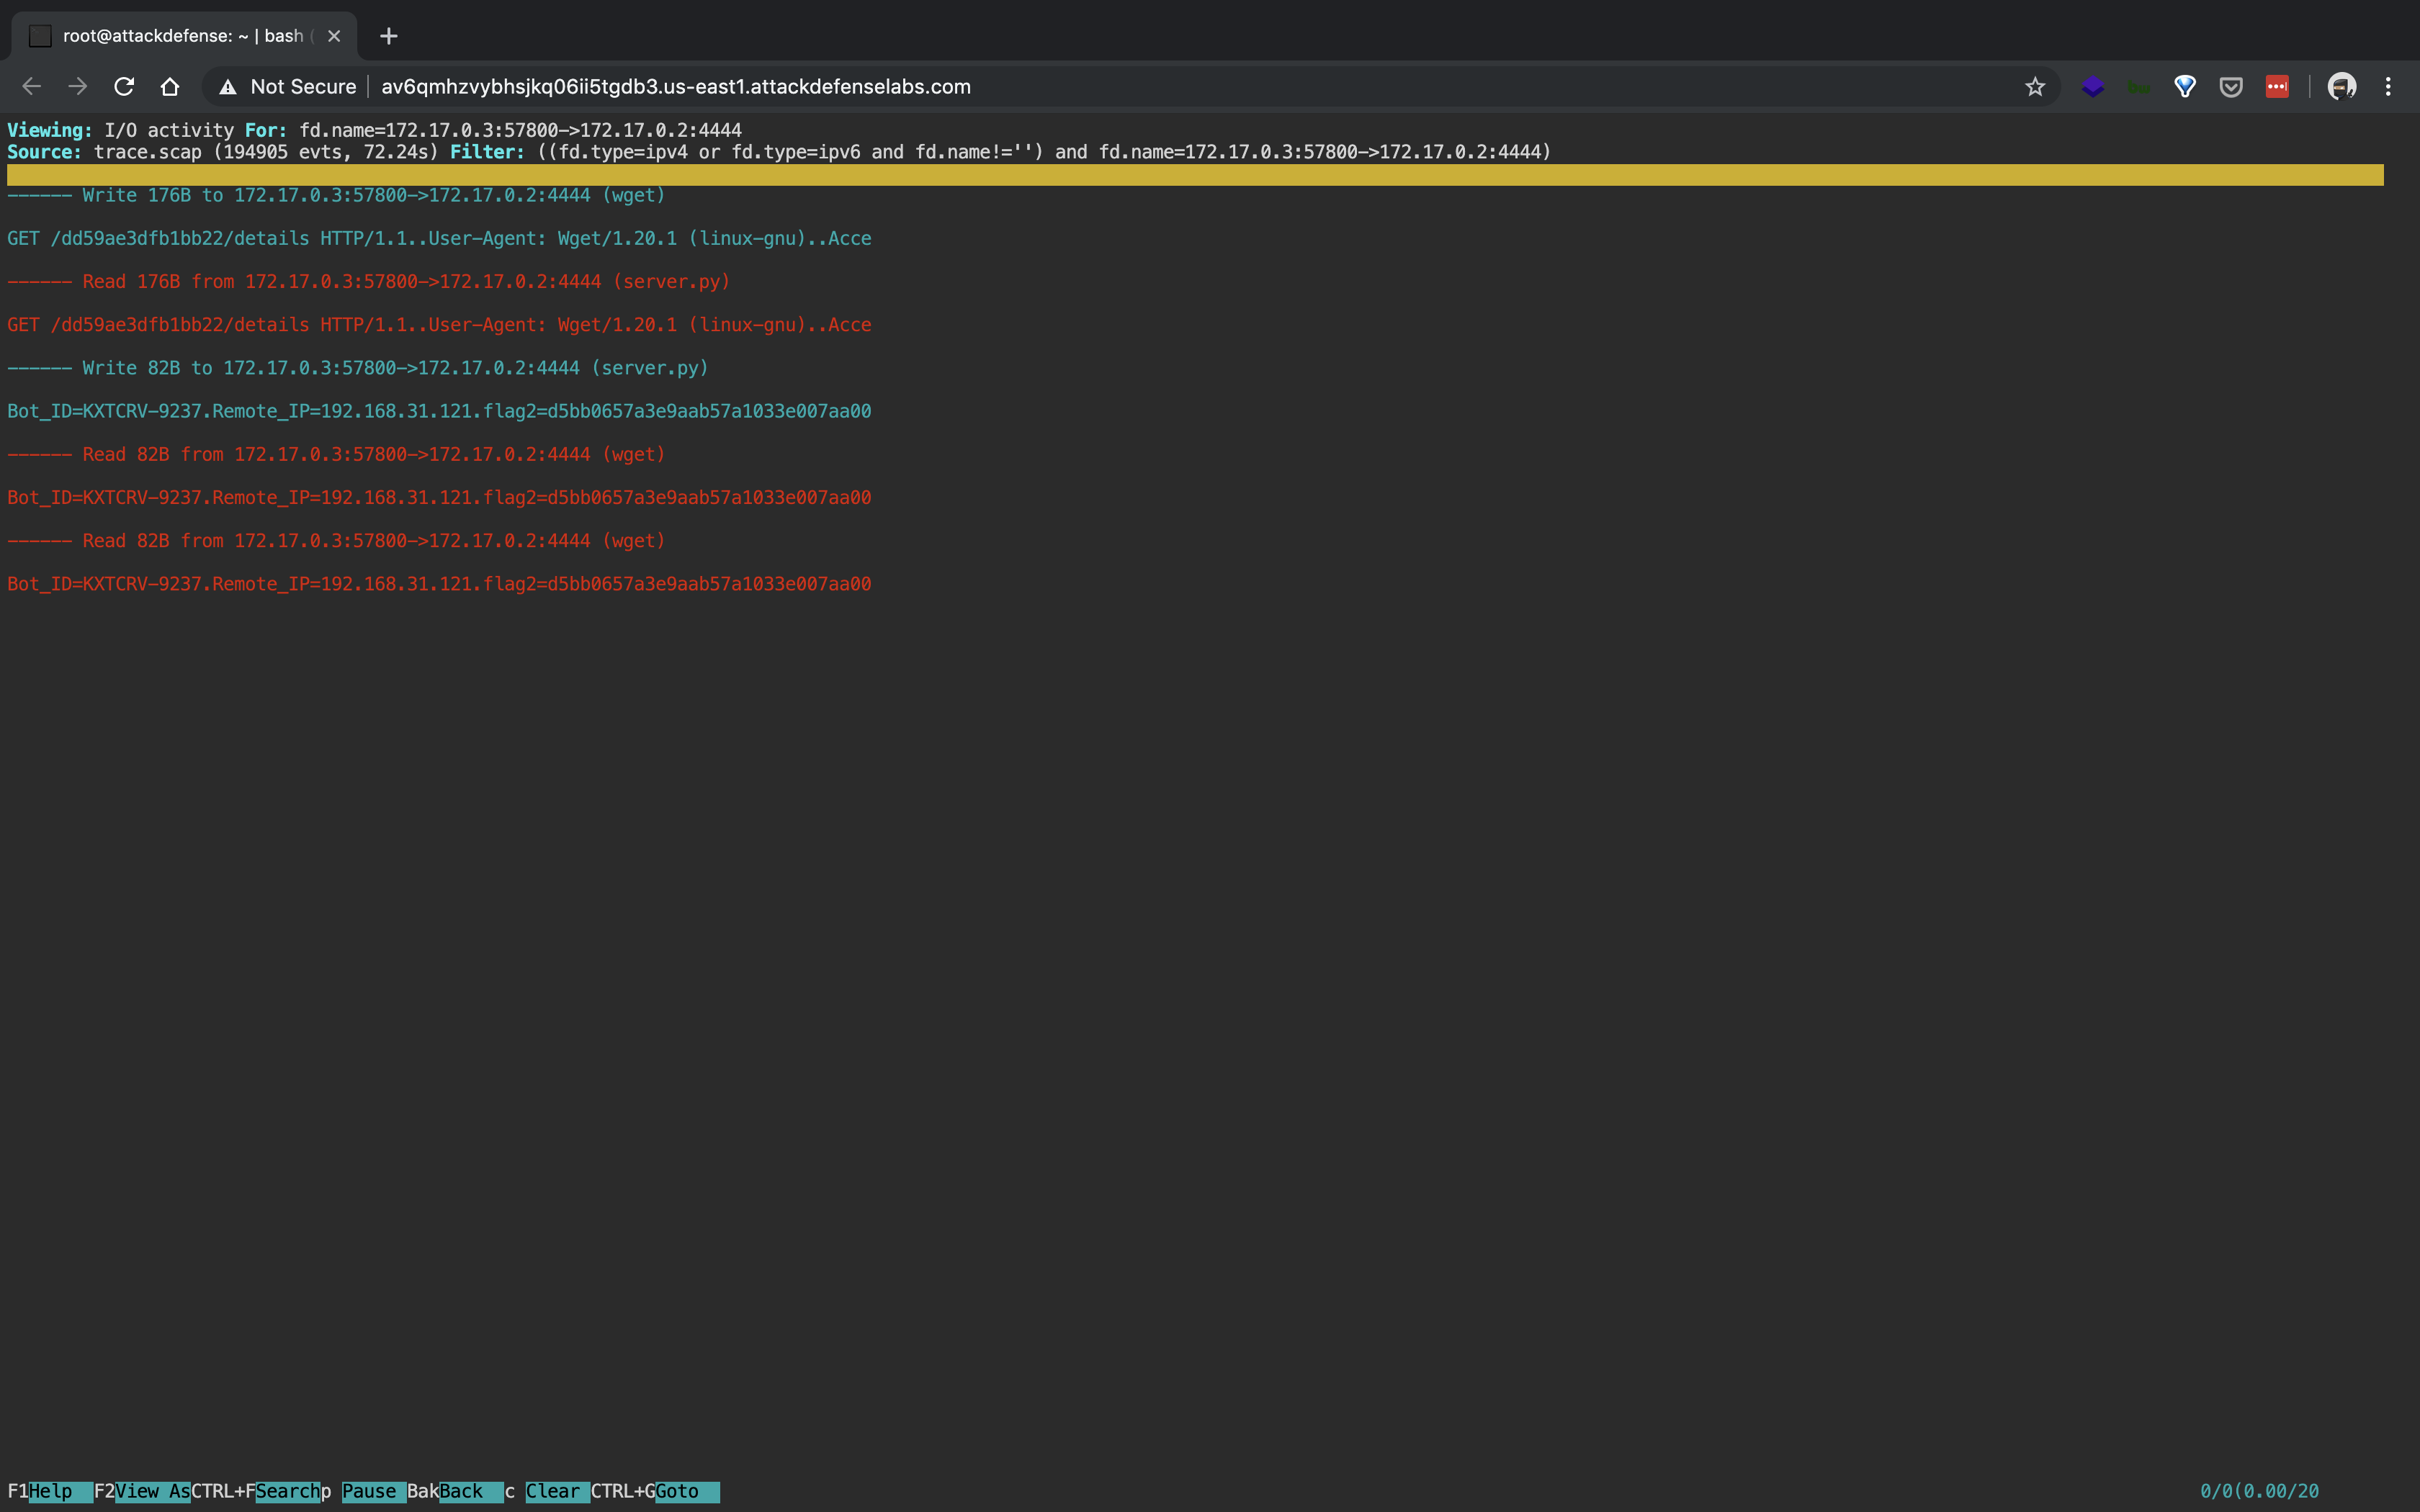 root@attackdefense: ~ | bash (
Not Secure av6qmhzvybhsjkq06ii5tgdb3.us-east1.attackdefenselabs.com
Viewing: I/O activity For: fd.name=172.17.0.3:57800->172.17.0.2:4444
Source: trace.scap (194905 evts, 72.24s) Filter: ((fd.type=ipv4 or fd.type=ipv6 and fd.name!='') and fd.name=172.17.0.3:57800->172.17.0.2:4444)
------ Write 176B to 172.17.0.3:57800->172.17.0.2:4444 (wget)
GET /dd59ae3dfb1bb22/details HTTP/1.1..User-Agent: Wget/1.20.1 (linux-gnu)..Acce
------ Read 176B from 172.17.0.3:57800->172.17.0.2:4444 (server.py)
GET /dd59ae3dfb1bb22/details HTTP/1.1..User-Agent: Wget/1.20.1 (linux-gnu)..Acce
------ Write 82B to 172.17.0.3:57800->172.17.0.2:4444 (server.py)
Bot_ID=KXTCRV-9237.Remote_IP=192.168.31.121.flag2=d5bb0657a3e9aab57a1033e007aa00
------ Read 82B from 172.17.0.3:57800->172.17.0.2:4444 (wget)
Bot_ID=KXTCRV-9237.Remote_IP=192.168.31.121.flag2=d5bb0657a3e9aab57a1033e007aa00
------ Read 82B from 172.17.0.3:57800->172.17.0.2:4444 (wget)
Bot_ID=KXTCRV-9237.Remote_IP=192.168.31.121.flag2=d5bb0657a3e9aab57a1033e007aa00
F1Help F2View AsCTRL+FSearchp Pause BakBack c Clear CTRL+GGoto 0/0(0.00/20